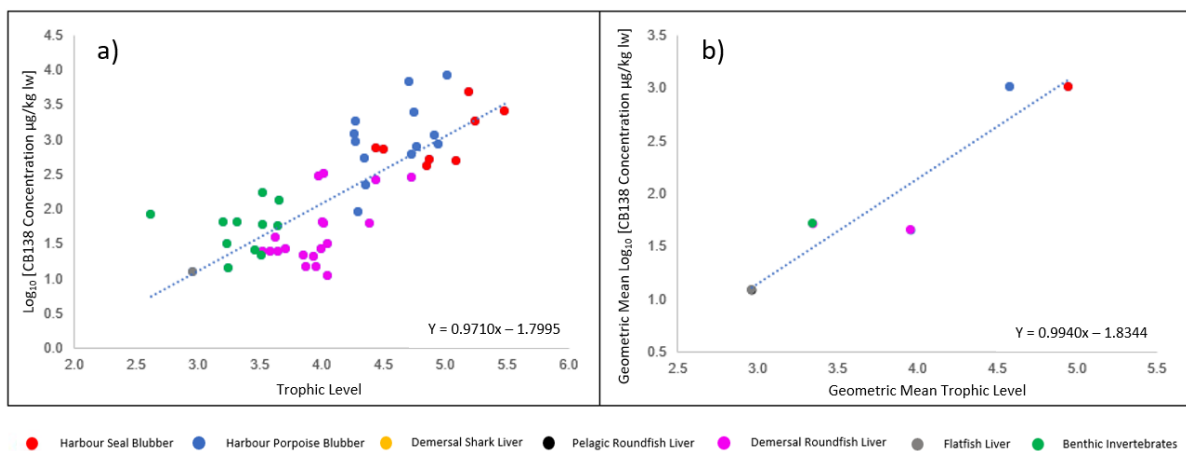 a)
4.5
4.0
3.5
3.0
2.5
2.0
1.5
1.0
0.5
0.0
Log₁₀ [CB138 Concentration µg/kg lw]
Y = 0.9710x – 1.7995
2.0 2.5 3.0 3.5 4.0 4.5 5.0 5.5 6.0
Trophic Level
b)
3.5
3.0
2.5
2.0
1.5
1.0
0.5
Geometric Mean Log₁₀ [CB138 Concentration µg/kg lw]
Y = 0.9940x – 1.8344
2.5 3.0 3.5 4.0 4.5 5.0 5.5
Geometric Mean Trophic Level
Harbour Seal Blubber Harbour Porpoise Blubber Demersal Shark Liver Pelagic Roundfish Liver Demersal Roundfish Liver Flatfish Liver Benthic Invertebrates